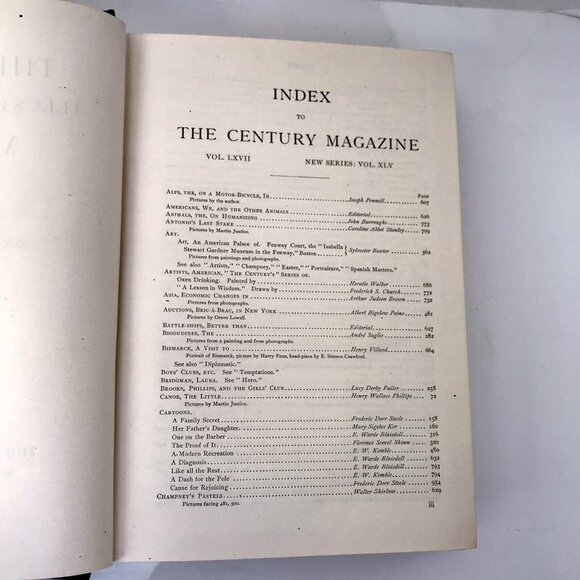 INDEX
TO
THE CENTURY MAGAZINE
VOL. LXVII NEW SERIES: VOL. XLV
PAGE
ALPS, THE, ON A MOTOR-BICYCLE, IN Joseph Pennell 607
Pictures by the author.
AMERICANS, WE, AND THE OTHER ANIMALS Editorial 626
ANIMALS, THE, ON HUMANIZING John Burroughs 773
ANTONIO'S LAST STAKE Caroline Abbot Stanley 709
Pictures by Martin Justice.
ART.
Art, An American Palace of. Fenway Court, the "Isabella
Stewart Gardner Museum in the Fenway," Boston Sylvester Baxter 362
Pictures from paintings and photographs.
See also "Artists," "Champney," "Easter," "Portraiture," "Spanish Masters."
ARTISTS, AMERICAN, "THE CENTURY'S" SERIES OF.
Oxen Drinking. Painted by Horatio Walker 686
"A Lesson in Wisdom." Drawn by Frederick S. Church 772
ASIA, ECONOMIC CHANGES IN Arthur Judson Brown 732
Pictures from photographs.
AUCTIONS, BRIC-À-BRAC, IN NEW YORK Albert Bigelow Paine 481
Pictures by Orson Lowell.
BATTLE-SHIPS, BETTER THAN Editorial 627
BIGOUDINES, THE André Saglio 282
Pictures from a painting and from photographs.
BISMARCK, A VISIT TO Henry Villard 664
Portrait of Bismarck, picture by Harry Fenn, head-piece by E. Stetson Crawford.
See also "Diplomatic."
BOYS' CLUBS, ETC. See "Temptations."
BRIDGMAN, LAURA. See "Hero."
BROOKS, PHILLIPS, AND THE GIRLS' CLUB Lucy Derby Fuller 258
CANOE, THE LITTLE Henry Wallace Phillips 72
Pictures by Martin Justice.
CARTOONS.
A Family Secret Frederic Dorr Steele 158
Her Father's Daughter Mary Sigsbee Ker 160
One on the Barber E. Warde Blaisdell 316
The Proof of It Florence Scovel Shinn 320
A Modern Recreation E. W. Kemble 480
A Diagnosis E. Warde Blaisdell 632
Like all the Rest E. Warde Blaisdell 793
A Dash for the Pole E. W. Kemble 794
Cause for Rejoicing Frederic Dorr Steele 954
CHAMPNEY'S PASTELS Walter Shirlaw 629
Pictures facing 481, 500.
iii